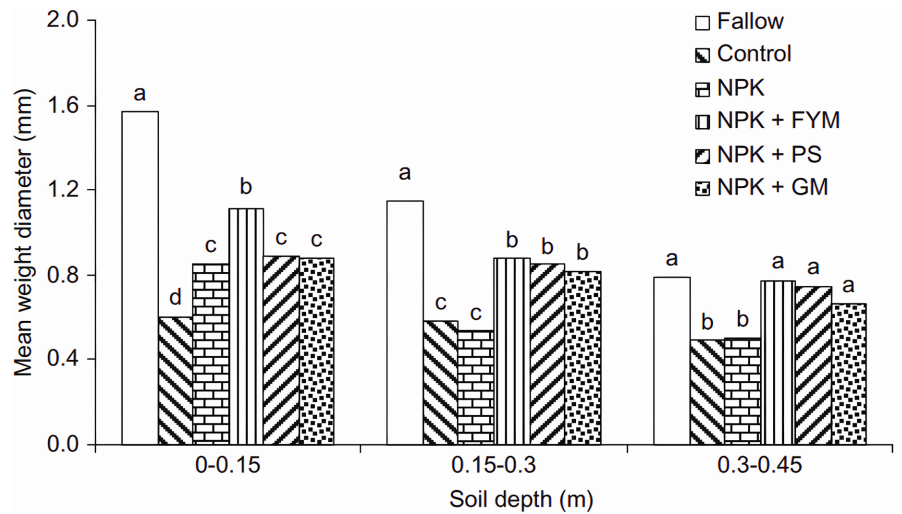 2.0
1.6
1.2
0.8
0.4
0.0
Mean weight diameter (mm)
Fallow
Control
NPK
NPK + FYM
NPK + PS
NPK + GM
a
d
c
b
c
c
a
c
c
b
b
b
a
b
b
a
a
a
0-0.15
0.15-0.3
0.3-0.45
Soil depth (m)